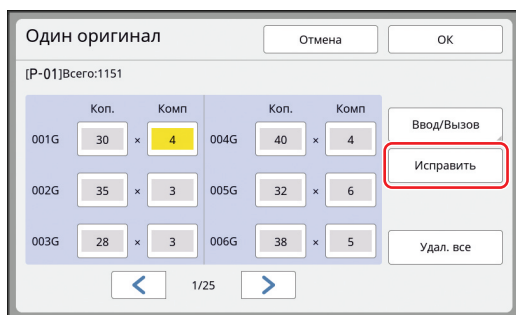 Один оригинал Отмена ОК
[P-01]Всего:1151
Коп. Комп Коп. Комп
001G 30 × 4 004G 40 × 4
Ввод/Вызов
Исправить
002G 35 × 3 005G 32 × 6
003G 28 × 3 006G 38 × 5
Удал. все
1/25